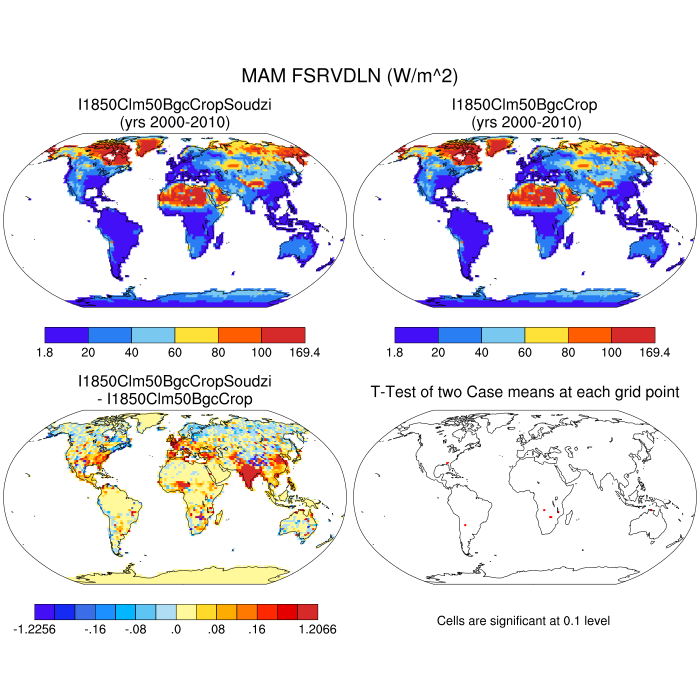 MAM FSRVDLN (W/m^2)
I1850Clm50BgcCropSoudzi
(yrs 2000-2010)
I1850Clm50BgcCrop
(yrs 2000-2010)
1.8 20 40 60 80 100 169.4
1.8 20 40 60 80 100 169.4
I1850Clm50BgcCropSoudzi
- I1850Clm50BgcCrop
T-Test of two Case means at each grid point
-1.2256 -.16 -.08 .0 .08 .16 1.2066
Cells are significant at 0.1 level